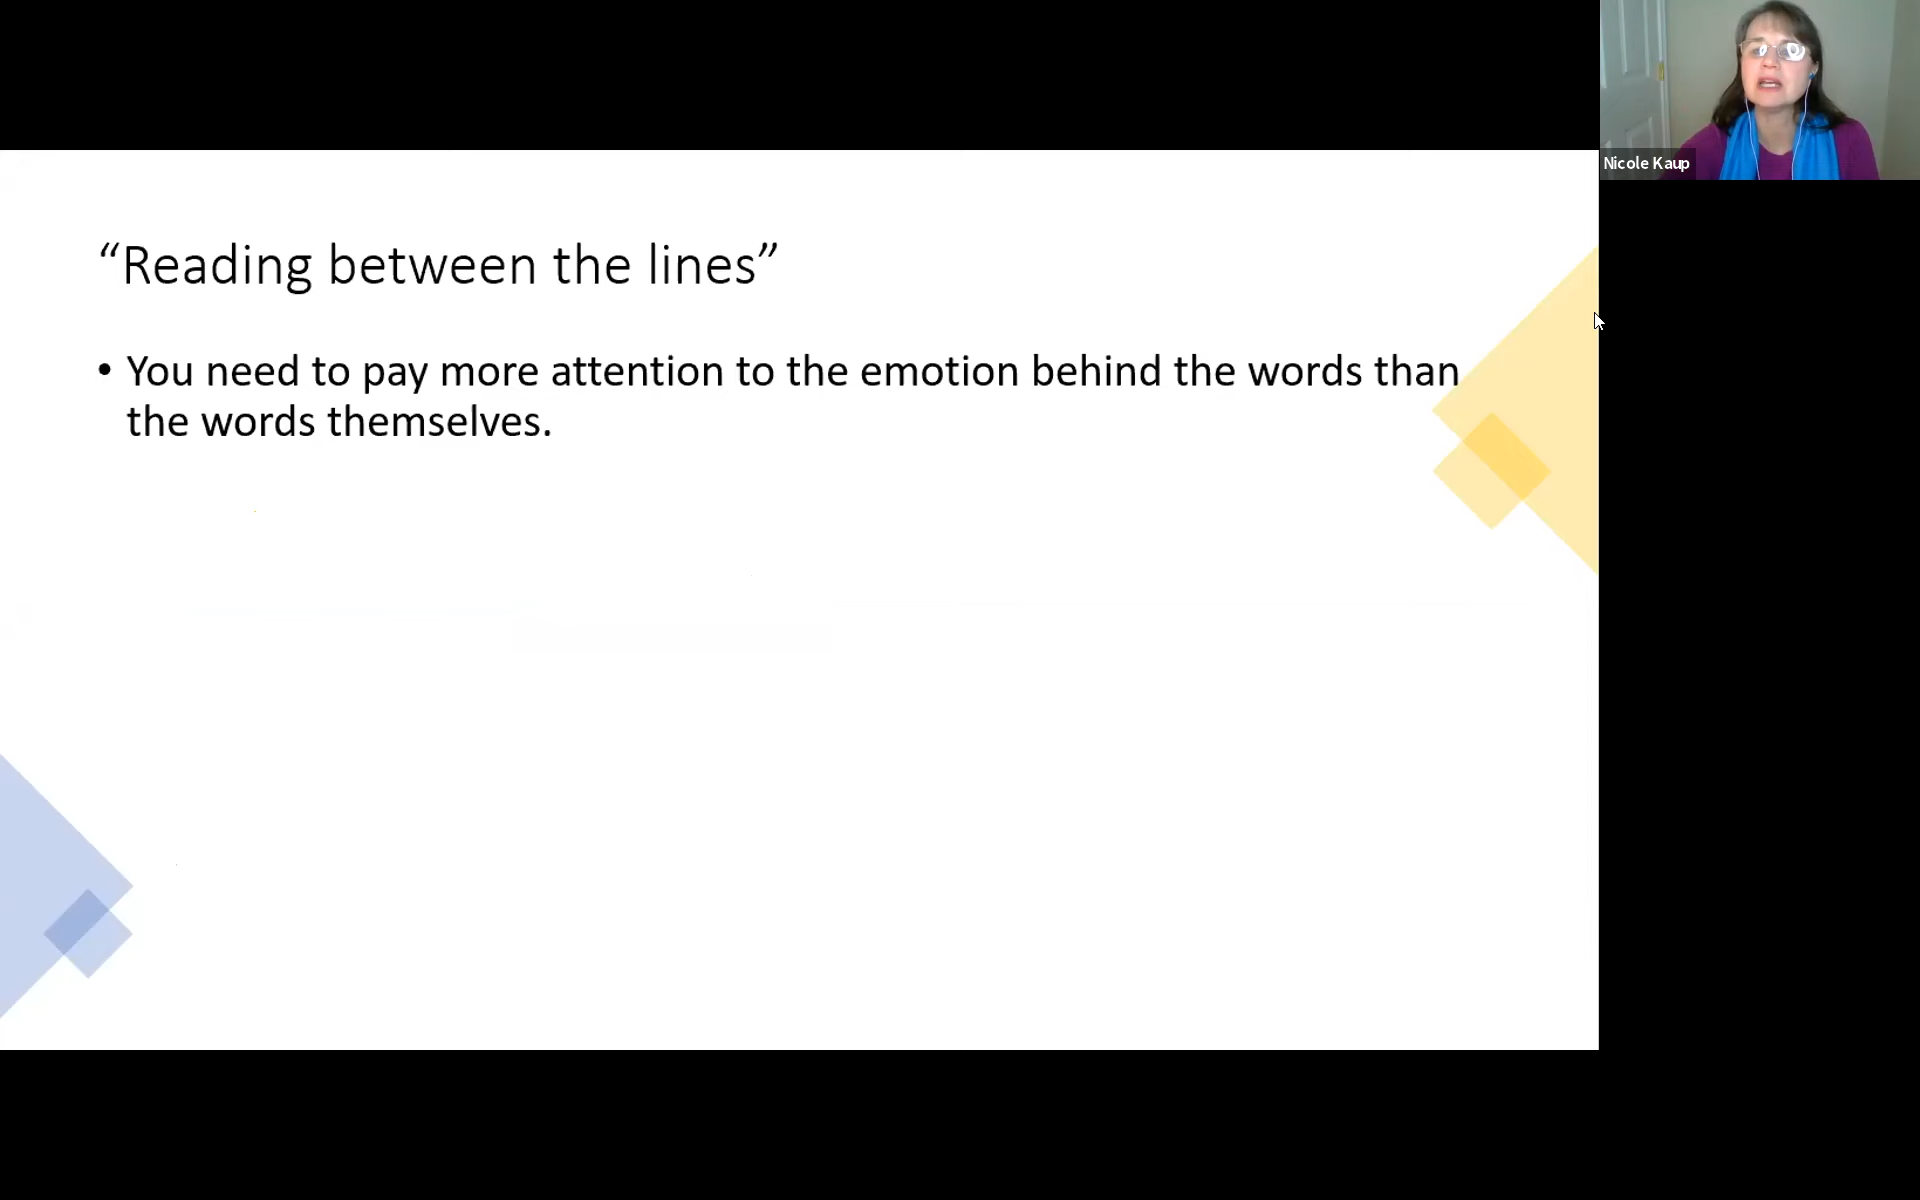 “Reading between the lines”
• You need to pay more attention to the emotion behind the words than
the words themselves.
Nicole Kaup